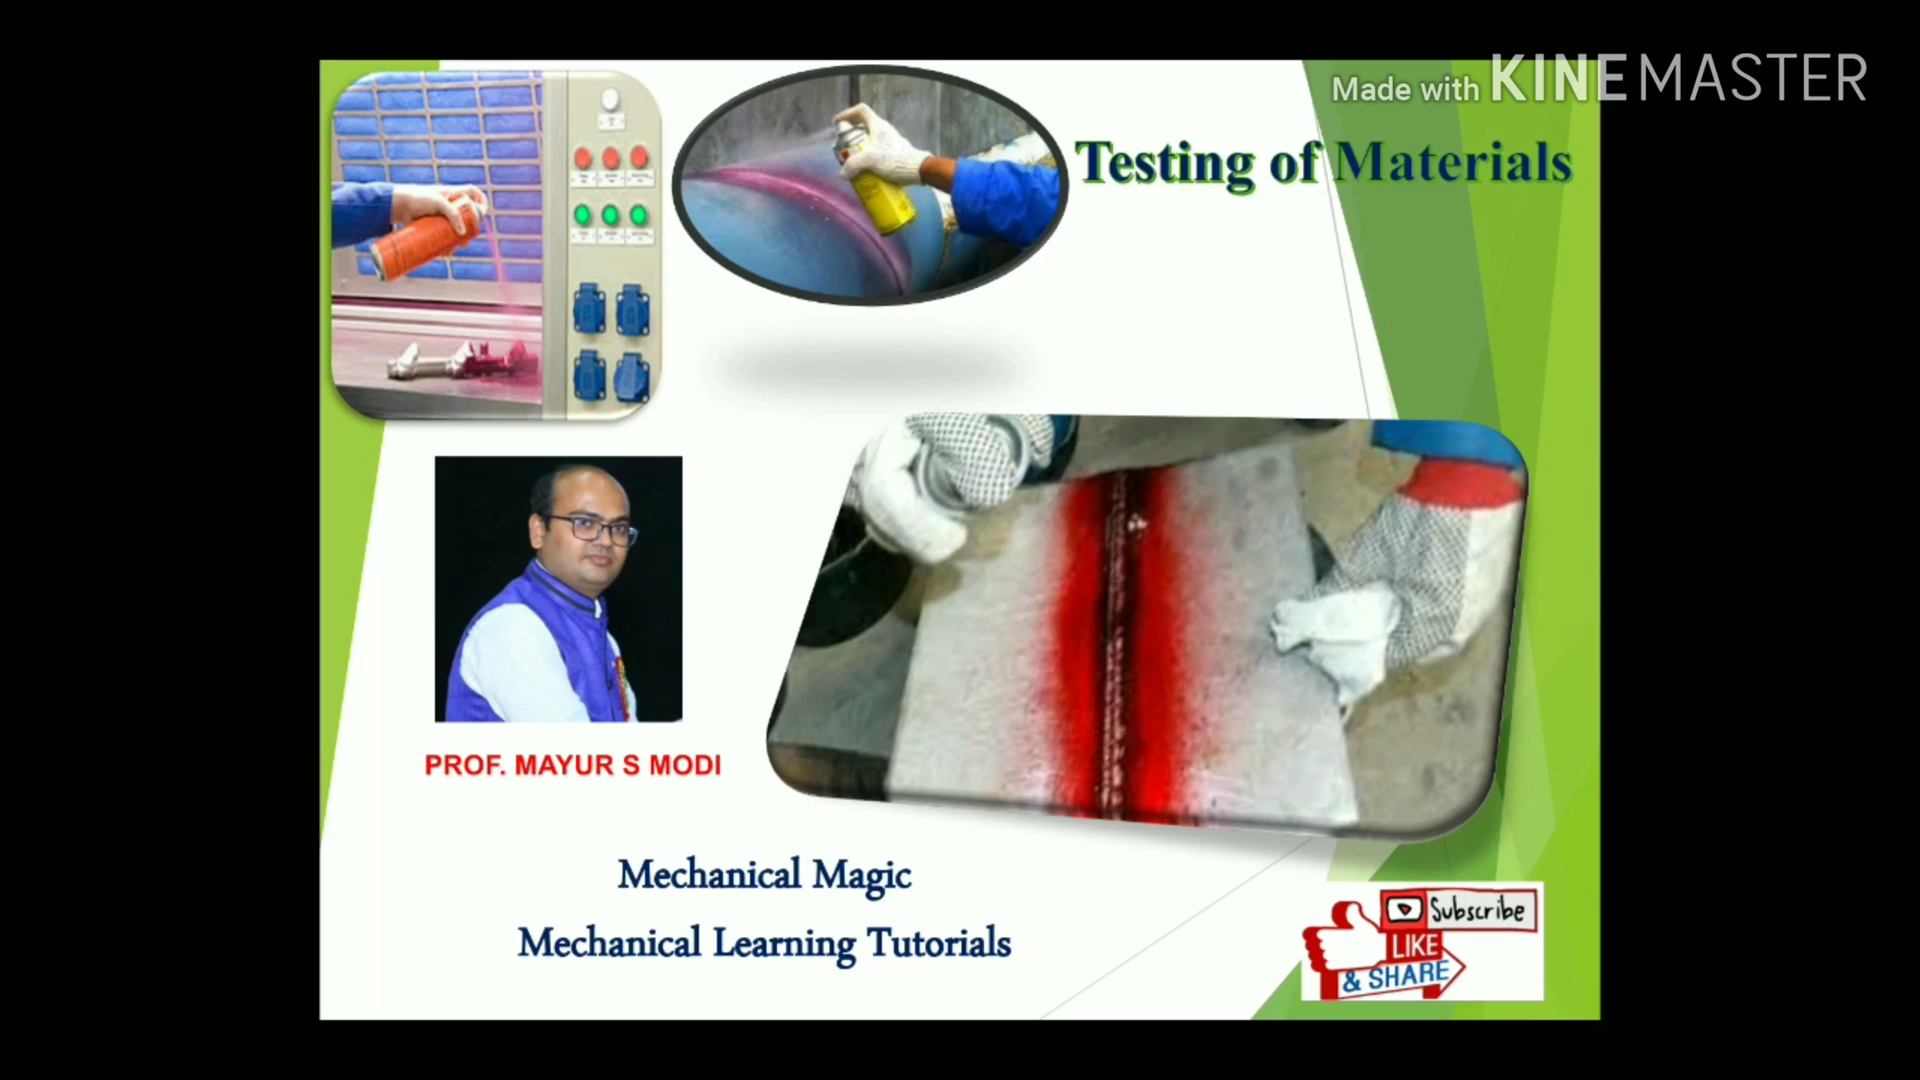 Made with KINEMASTER
Testing of Materials
PROF. MAYUR S MODI
Mechanical Magic
Mechanical Learning Tutorials
Subscribe
LIKE
& SHARE